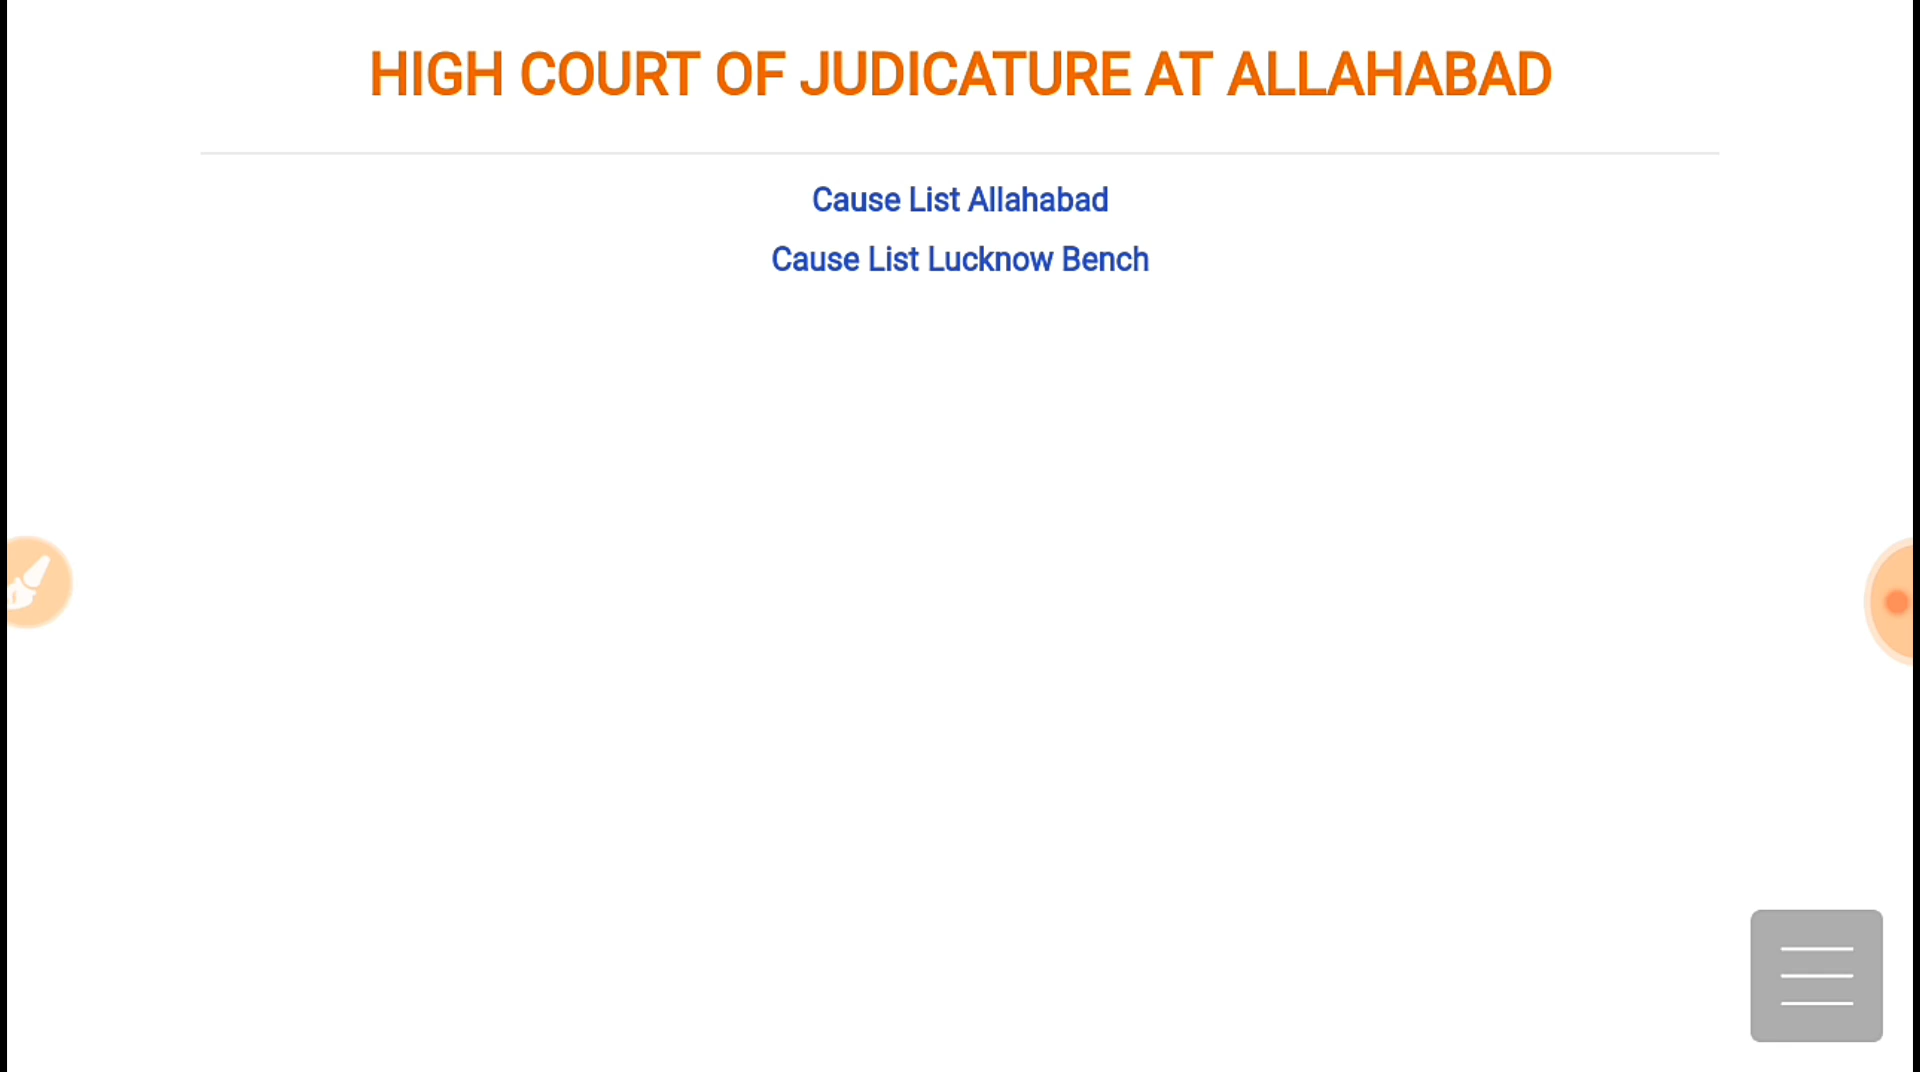 HIGH COURT OF JUDICATURE AT ALLAHABAD
Cause List Allahabad
Cause List Lucknow Bench